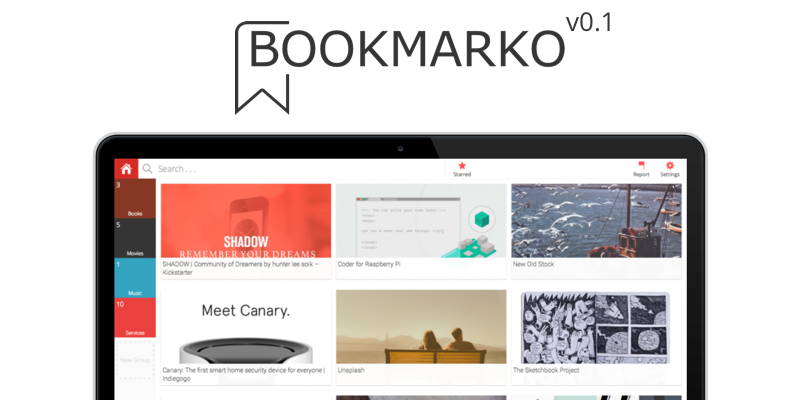 BOOKMARKO v0.1
Search . . .
Starred
Report
Settings
3
Books
5
Movies
1
Music
10
Services
New Group
SHADOW
REMEMBER YOUR DREAMS
SHADOW | Community of Dreamers by hunter lee soik —
Kickstarter
Coder for Raspberry Pi
New Old Stock
Meet Canary.
Canary: The first smart home security device for everyone |
Indiegogo
Unsplash
The Sketchbook Project